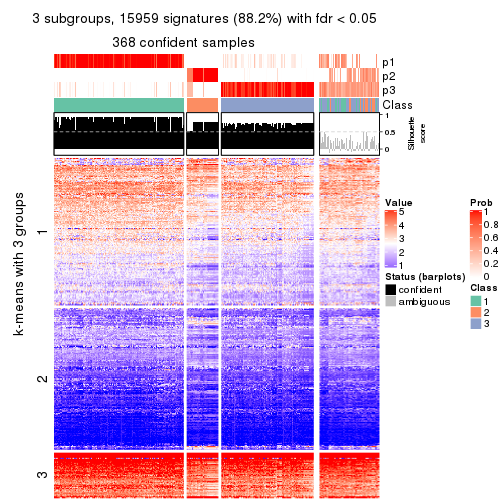 3 subgroups, 15959 signatures (88.2%) with fdr < 0.05
368 confident samples
p1
p2
p3
Class
1
0.5
0
Silhouette
score
k-means with 3 groups
1
2
3
Value
5
4
3
2
1
Status (barplots)
confident
ambiguous
Prob
1
0.8
0.6
0.4
0.2
0
Class
1
2
3